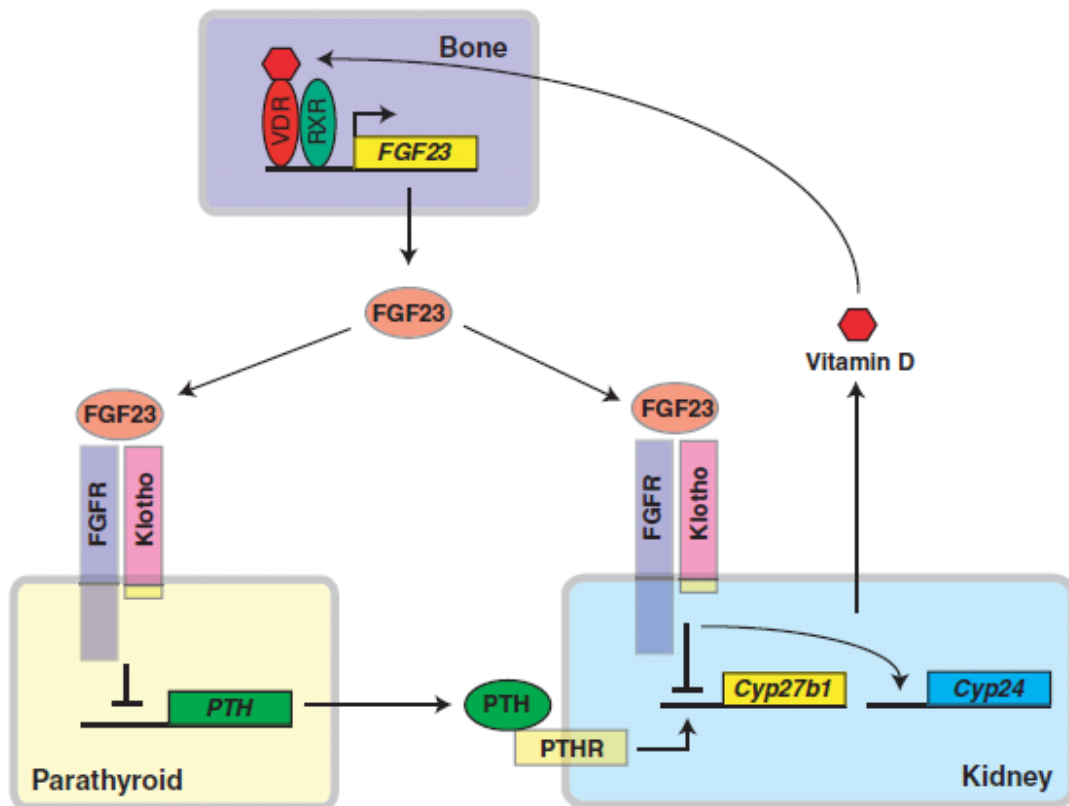 Bone
VDR
RXR
FGF23
FGF23
Vitamin D
FGF23
FGFR
Klotho
FGF23
FGFR
Klotho
PTH
Parathyroid
PTH
PTHR
Cyp27b1
Cyp24
Kidney